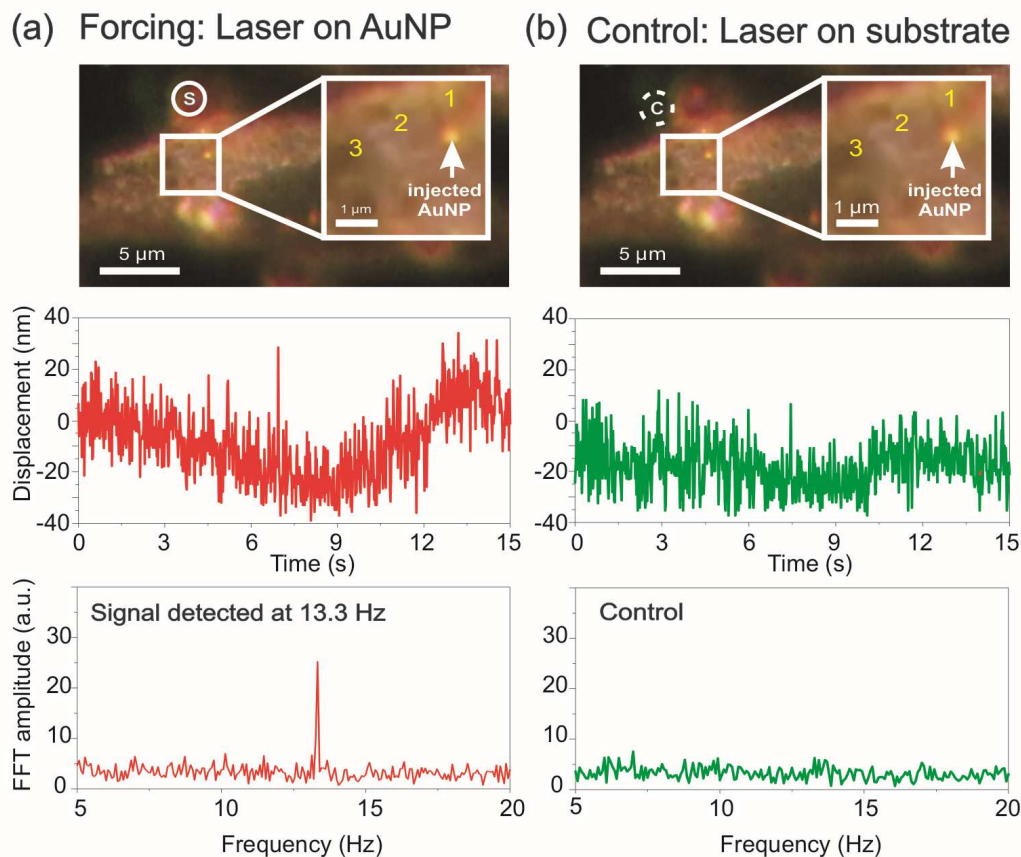 (a) Forcing: Laser on AuNP
(b) Control: Laser on substrate
S
1
2
3
injected
AuNP
1 µm
5 µm
C
1
2
3
injected
AuNP
1 µm
5 µm
Displacement (nm)
40
20
0
-20
-40
0 3 6 9 12 15
Time (s)
40
20
0
-20
-40
0 3 6 9 12 15
Time (s)
FFT amplitude (a.u.)
Signal detected at 13.3 Hz
30
20
10
0
5 10 15 20
Frequency (Hz)
Control
30
20
10
0
5 10 15 20
Frequency (Hz)